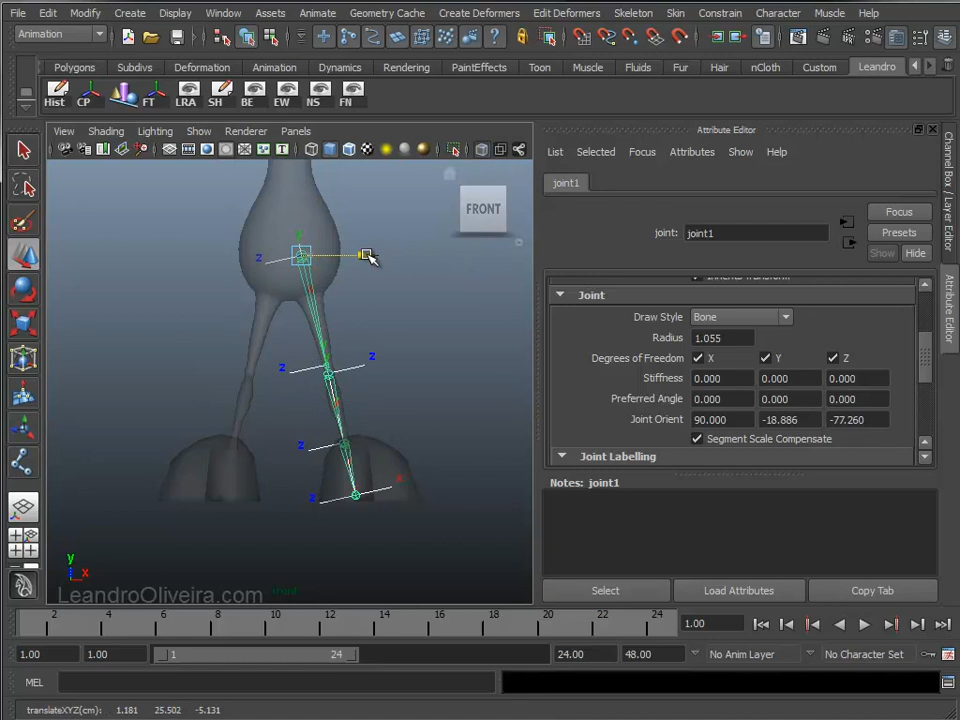 File Edit Modify Create Display Window Assets Animate Geometry Cache Create Deformers Edit Deformers Skeleton Skin Constrain Character Muscle Help
Animation
Polygons Subdivs Deformation Animation Dynamics Rendering PaintEffects Toon Muscle Fluids Fur Hair nCloth Custom Leandro
Hist CP FT LRA SH BE EW NS FN
View Shading Lighting Show Renderer Panels
Attribute Editor
List Selected Focus Attributes Show Help
joint1
Focus
joint: joint1
Presets
Show Hide
Joint
Draw Style Bone
Radius 1.055
Degrees of Freedom X Y Z
Stiffness 0.000 0.000 0.000
Preferred Angle 0.000 0.000 0.000
Joint Orient 90.000 -18.886 -77.260
Segment Scale Compensate
Joint Labelling
Notes: joint1
Select Load Attributes Copy Tab
Channel Box / Layer Editor
Attribute Editor
FRONT
y
z
z
z
z
x
z
y
x
front
LeandroOliveira.com
2 4 6 8 10 12 14 16 18 20 22 24
1.00
1.00 1.00 1 24 24.00 48.00 No Anim Layer No Character Set
MEL
translateXYZ(cm): 1.181 25.502 -5.131